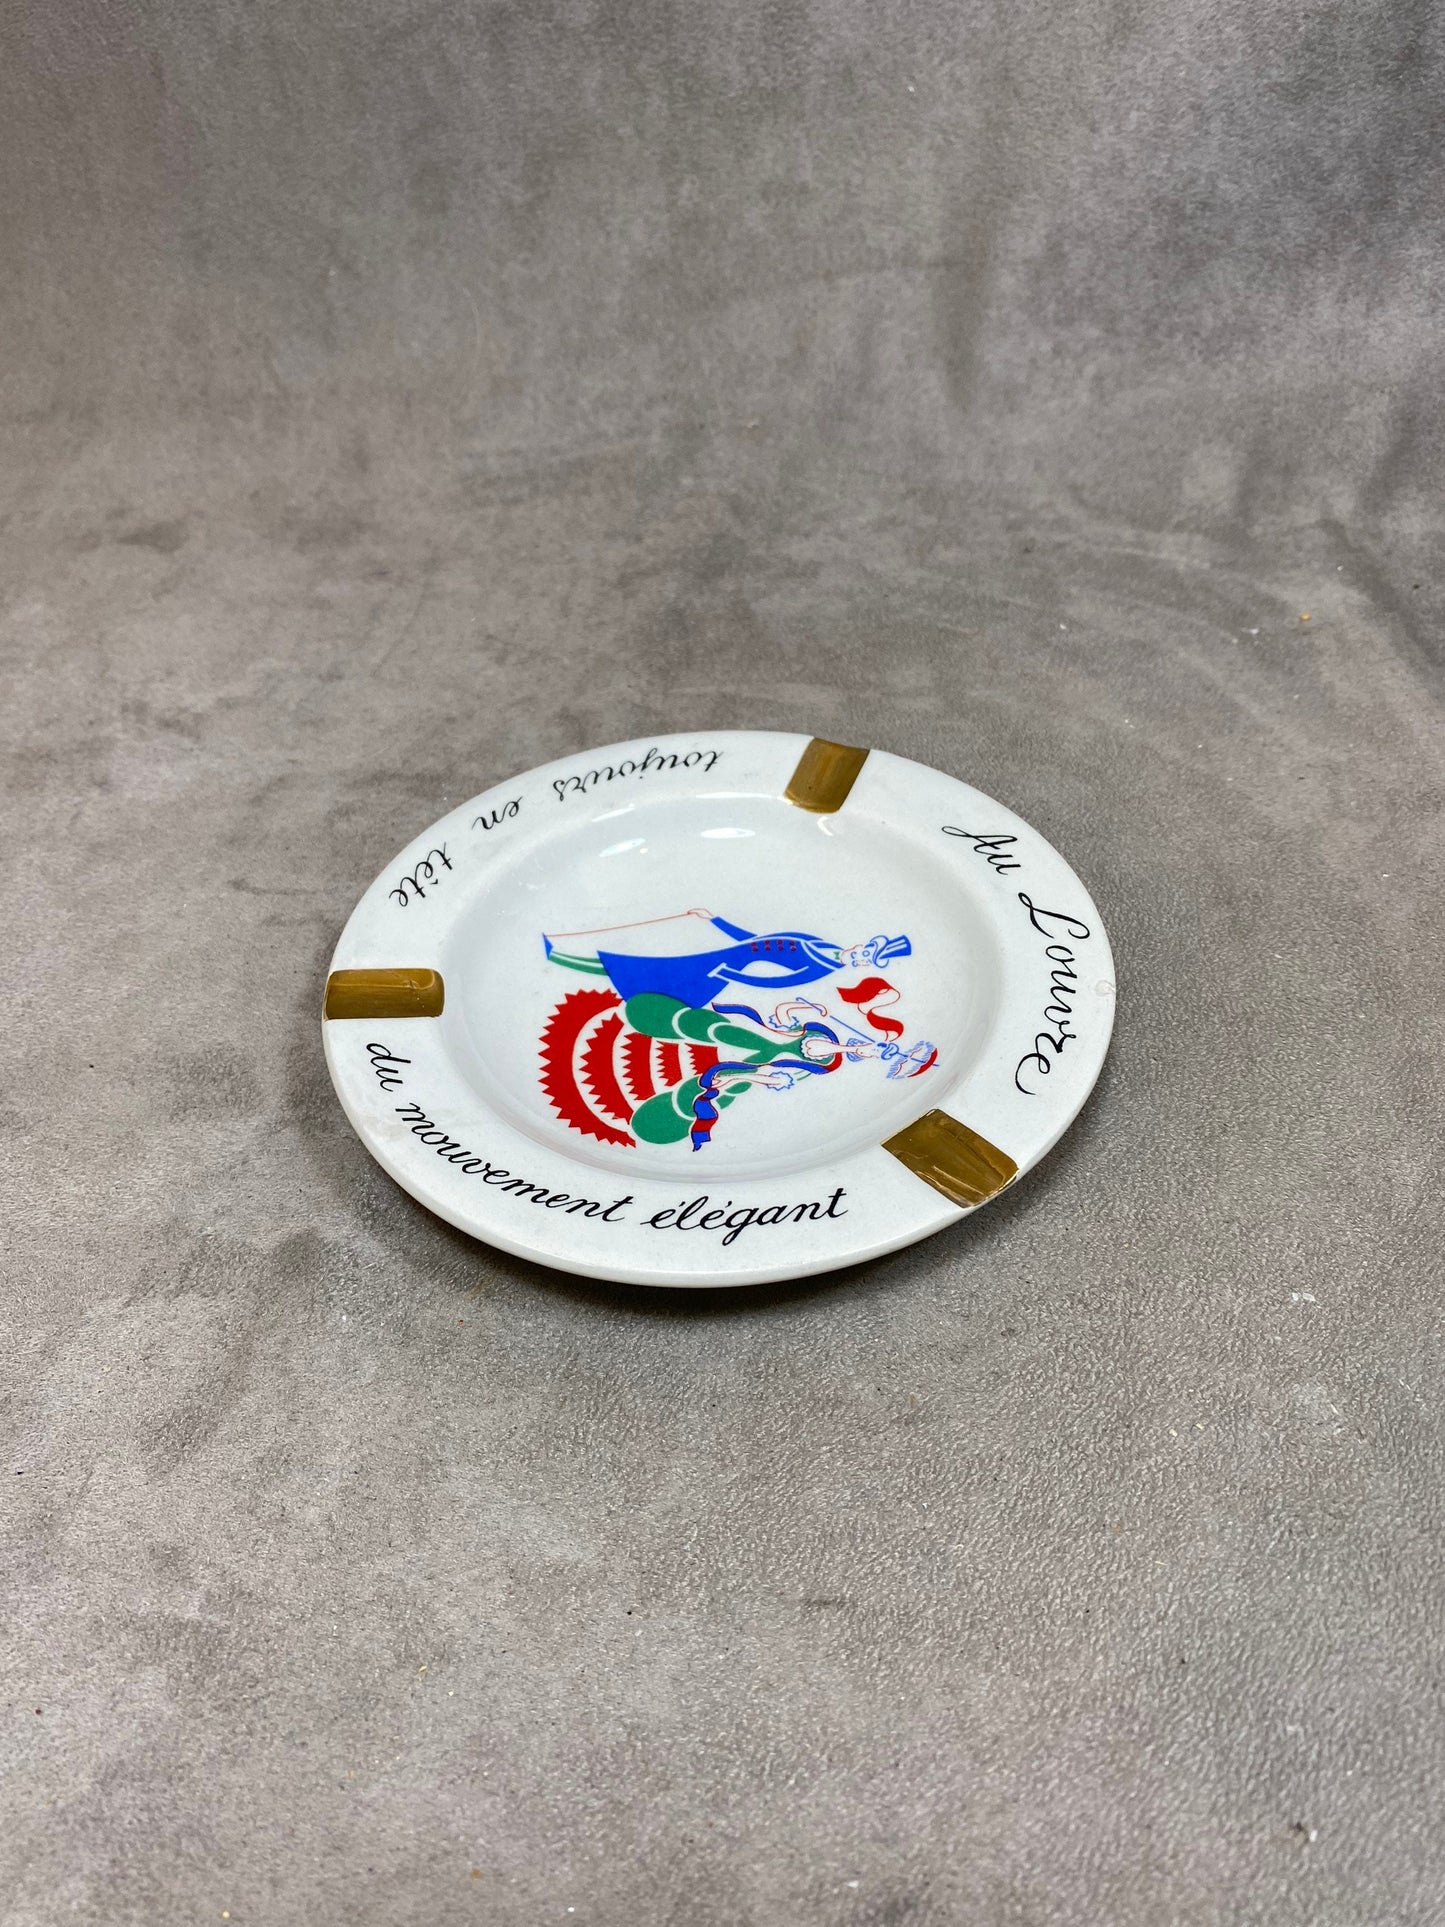 Au Louvre
toujours en tête
du mouvement élégant